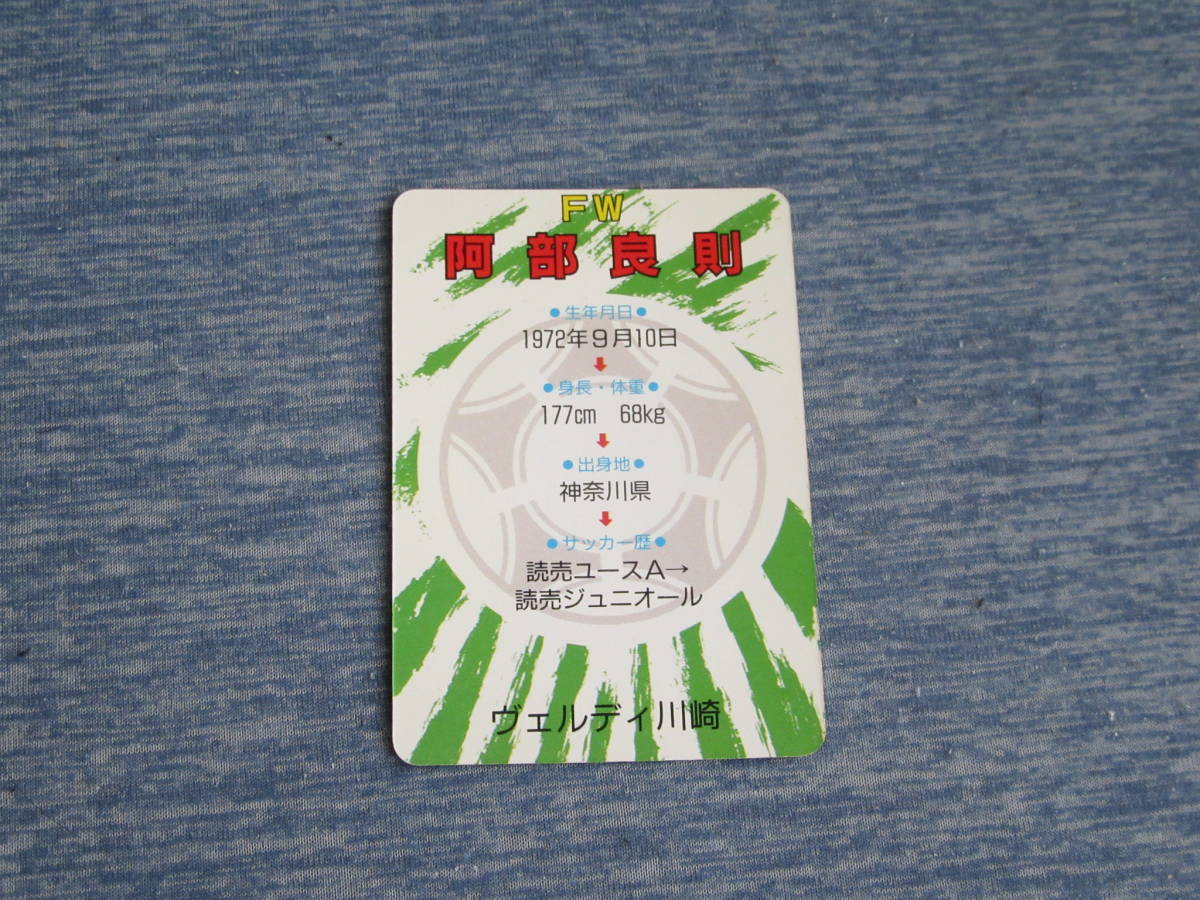 FW
阿部良則
●生年月日●
1972年9月10日
●身長・体重●
177cm 68kg
●出身地●
神奈川県
●サッカー歴●
読売ユースA→
読売ジュニオール
ヴェルディ川崎